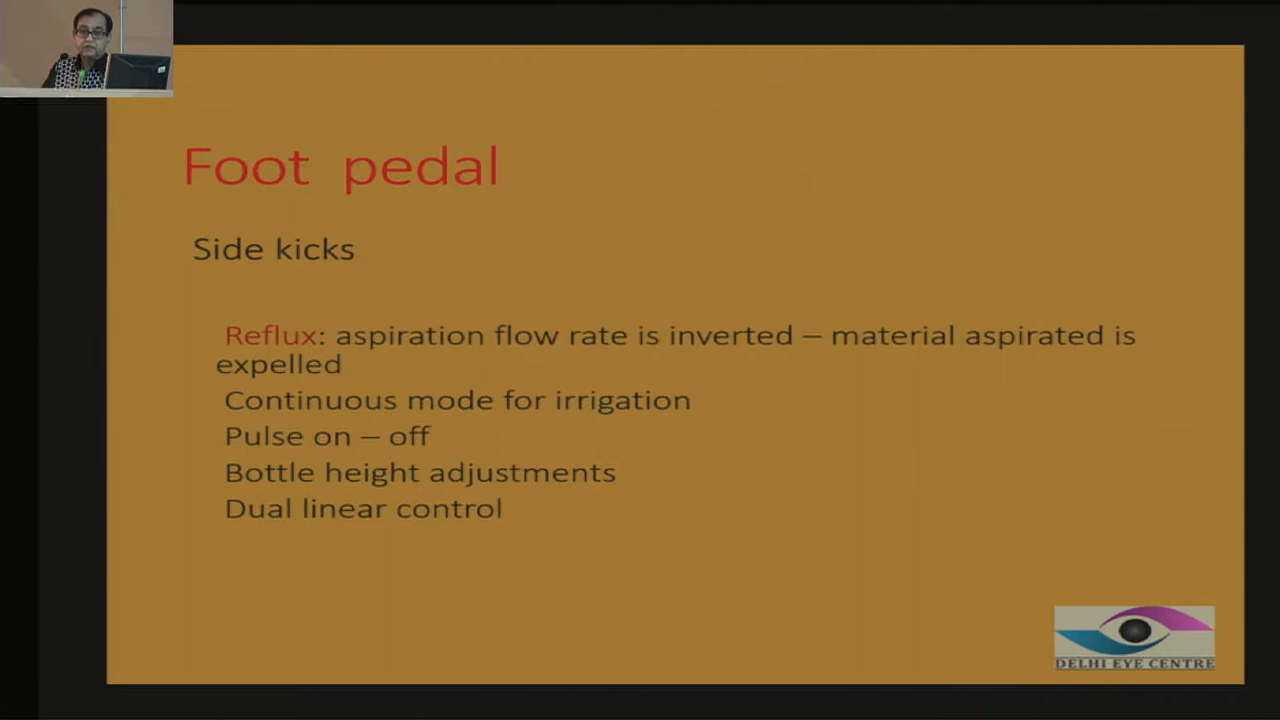 Foot pedal
Side kicks
Reflux: aspiration flow rate is inverted – material aspirated is
expelled
Continuous mode for irrigation
Pulse on – off
Bottle height adjustments
Dual linear control
DELHI EYE CENTRE